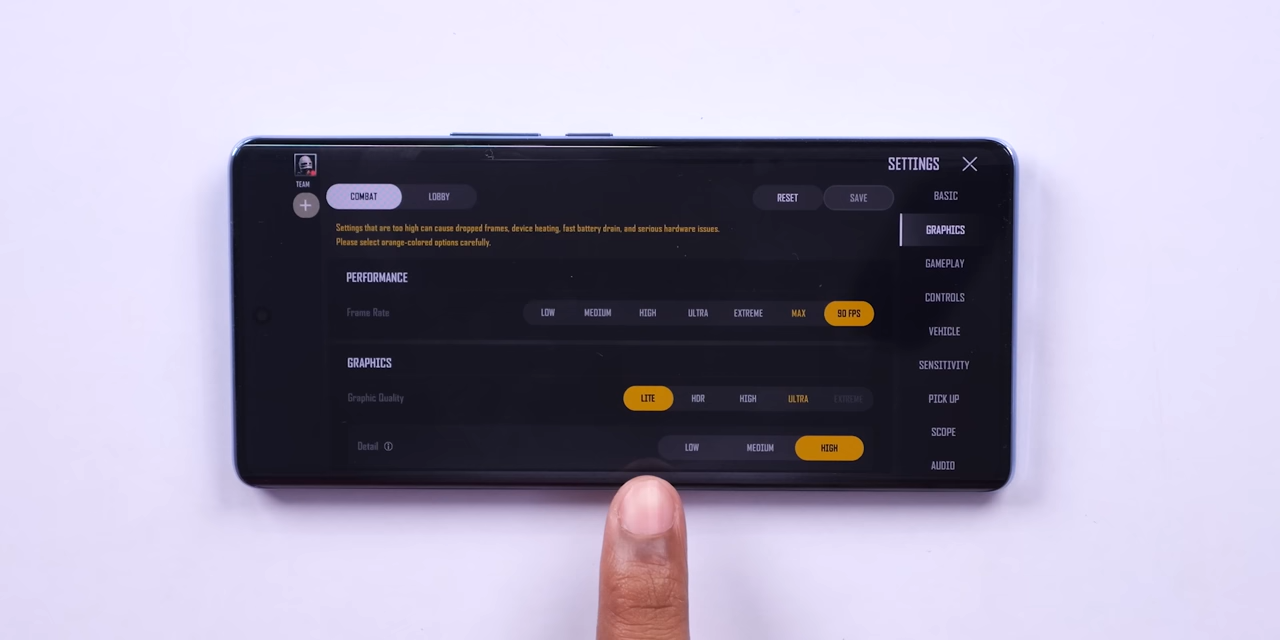 SETTINGS
TEAM
COMBAT LOBBY RESET SAVE
Settings that are too high can cause dropped frames, device heating, fast battery drain, and serious hardware issues.
Please select orange-colored options carefully.
PERFORMANCE
Frame Rate LOW MEDIUM HIGH ULTRA EXTREME MAX 90 FPS
GRAPHICS
Graphic Quality LITE HDR HIGH ULTRA EXTREME
Detail LOW MEDIUM HIGH
BASIC
GRAPHICS
GAMEPLAY
CONTROLS
VEHICLE
SENSITIVITY
PICK UP
SCOPE
AUDIO